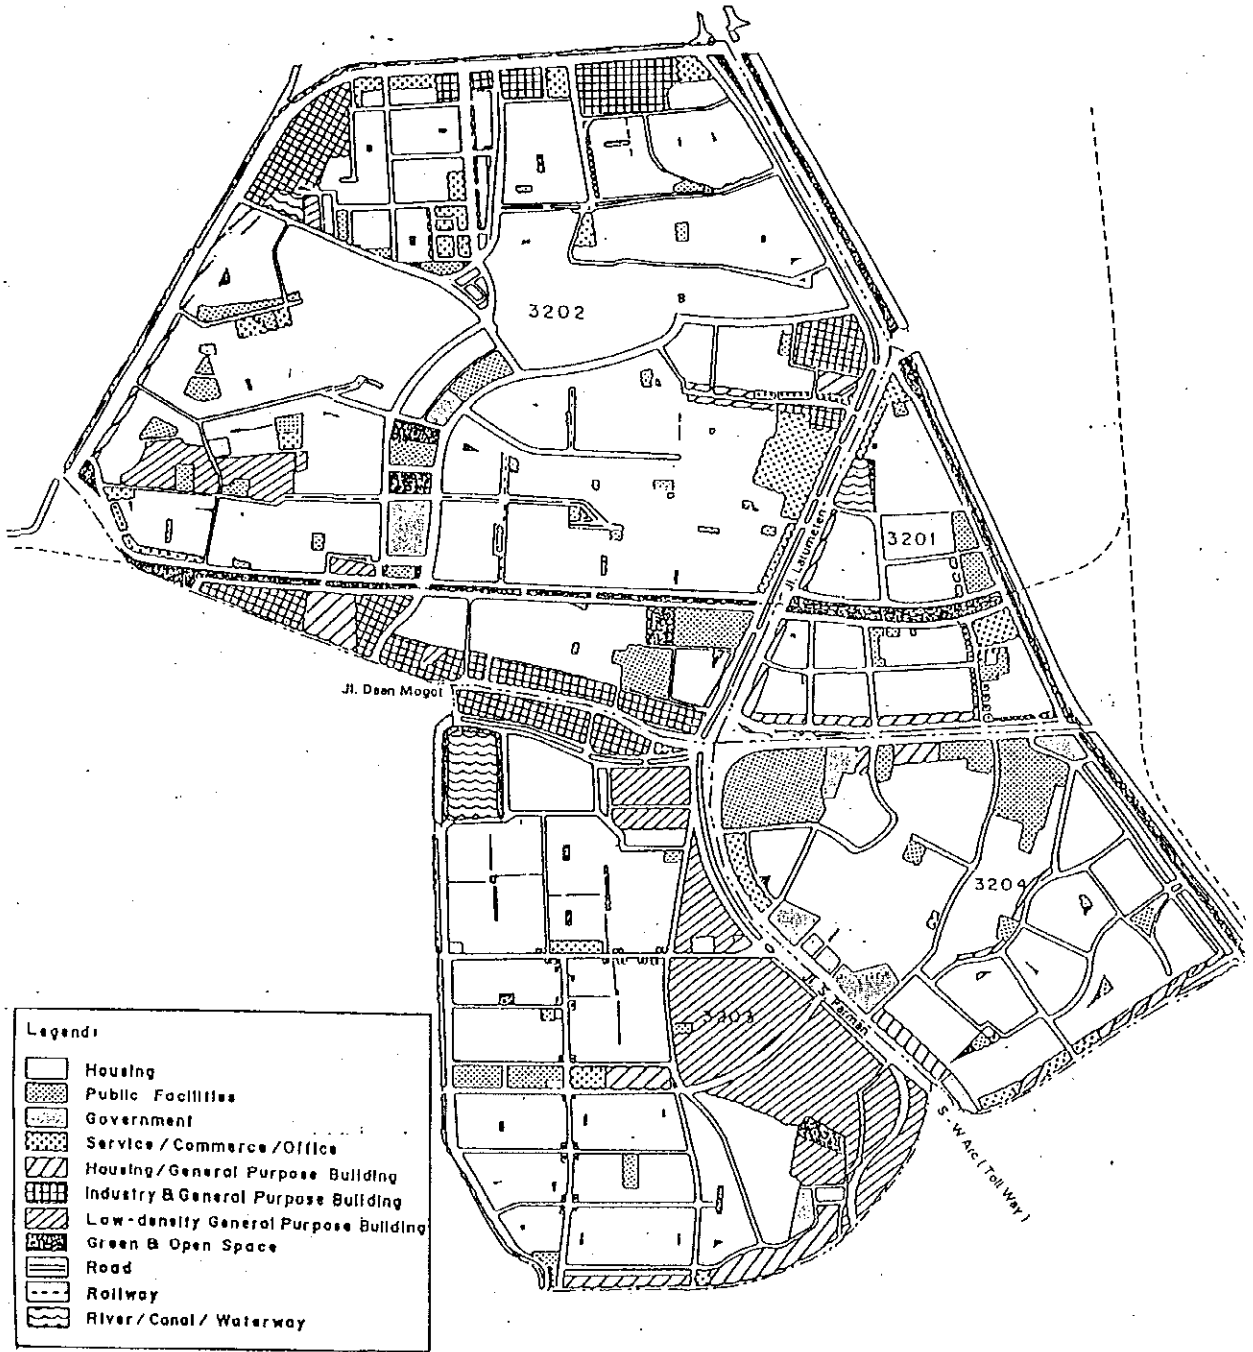 3202
3201
Jl. Latumeten
Jl. Daan Mogot
3204
3203
Jl. S. Parman
S - W Arc ( Toll Way )
Legend:
Housing
Public Facilities
Government
Service / Commerce / Office
Housing / General Purpose Building
Industry & General Purpose Building
Low-density General Purpose Building
Green & Open Space
Road
Railway
River / Canal / Waterway